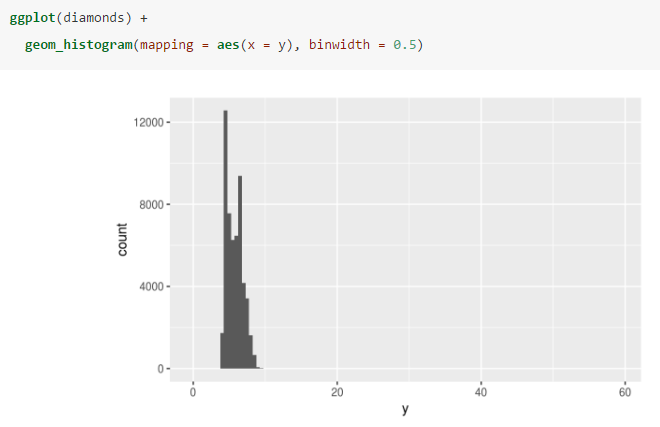 ggplot(diamonds) +
geom_histogram(mapping = aes(x = y), binwidth = 0.5)
12000
8000
count
4000
0
0 20 40 60
y